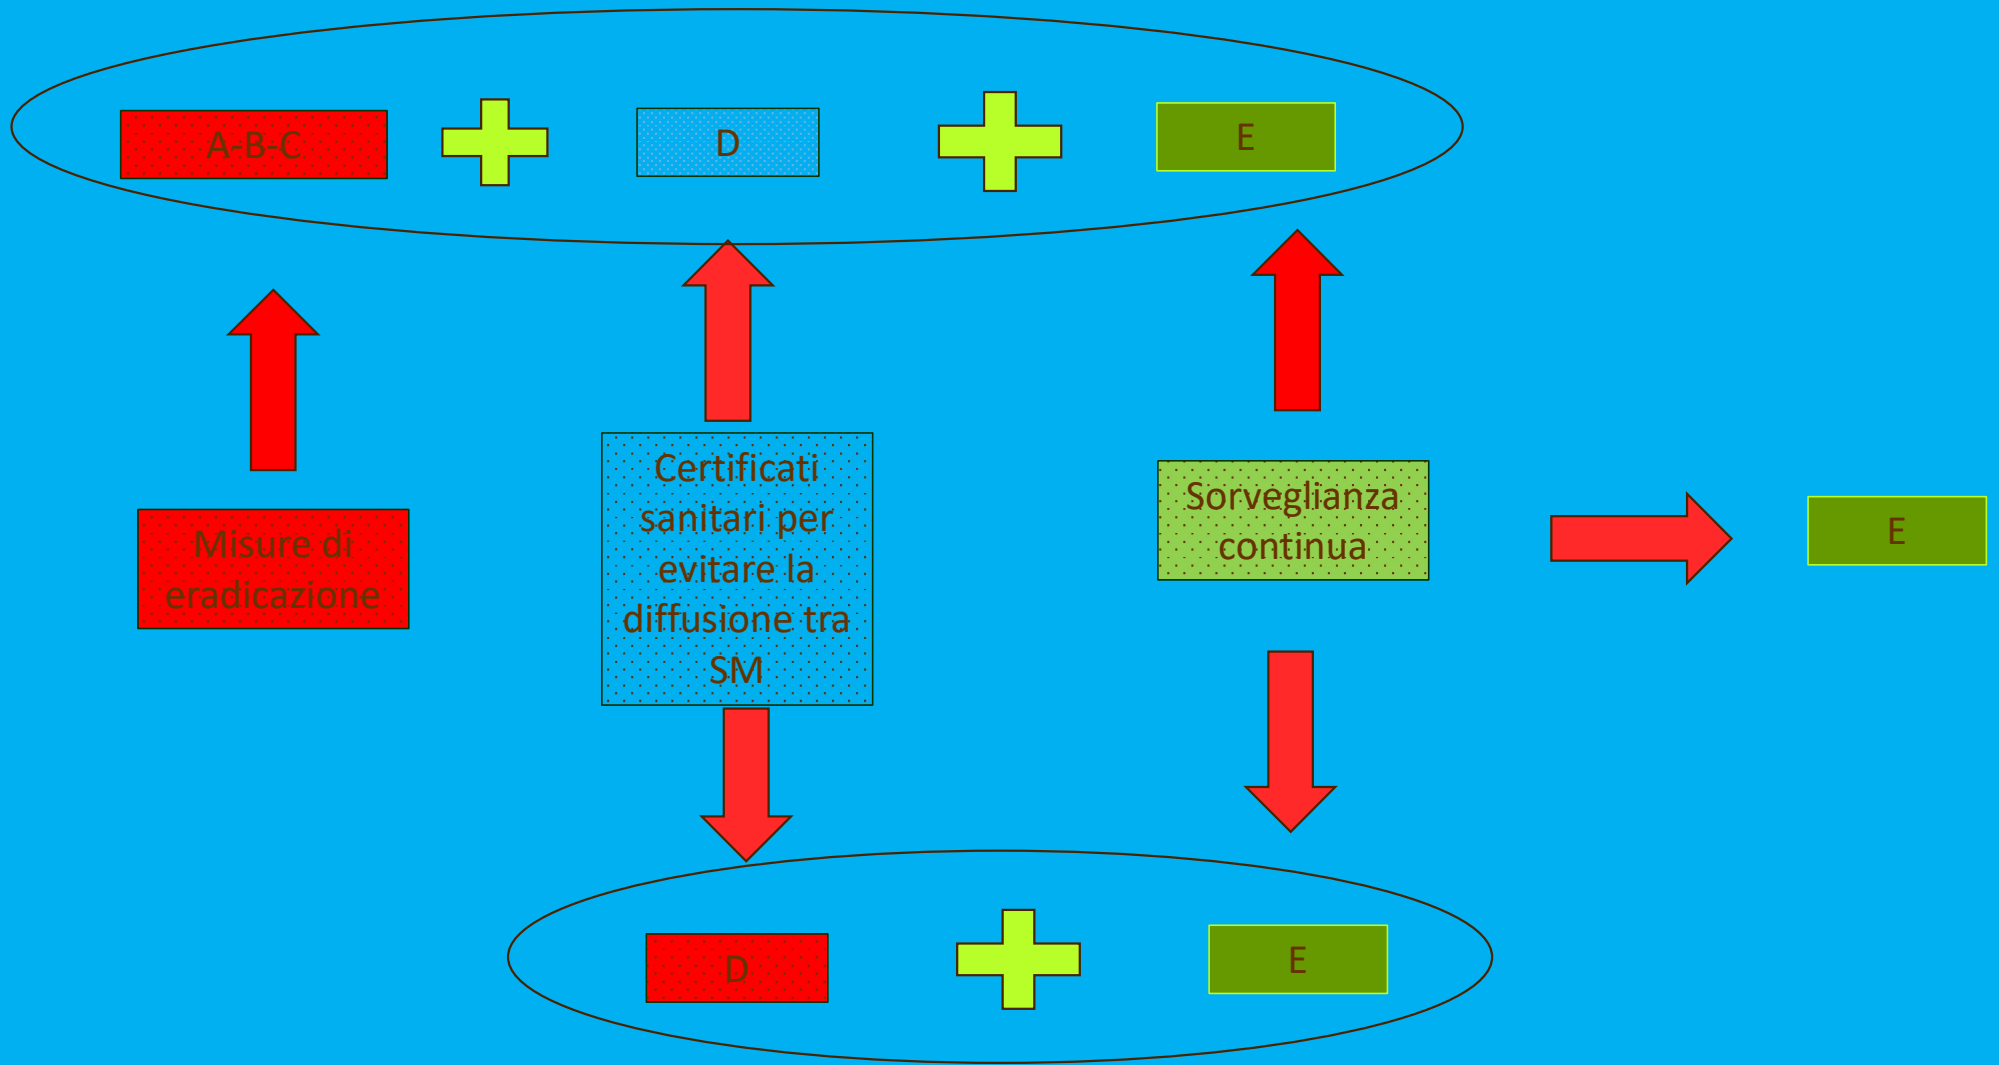 A-B-C
D
E
Misure di
eradicazione
Certificati
sanitari per
evitare la
diffusione tra
SM
Sorveglianza
continua
E
D
E